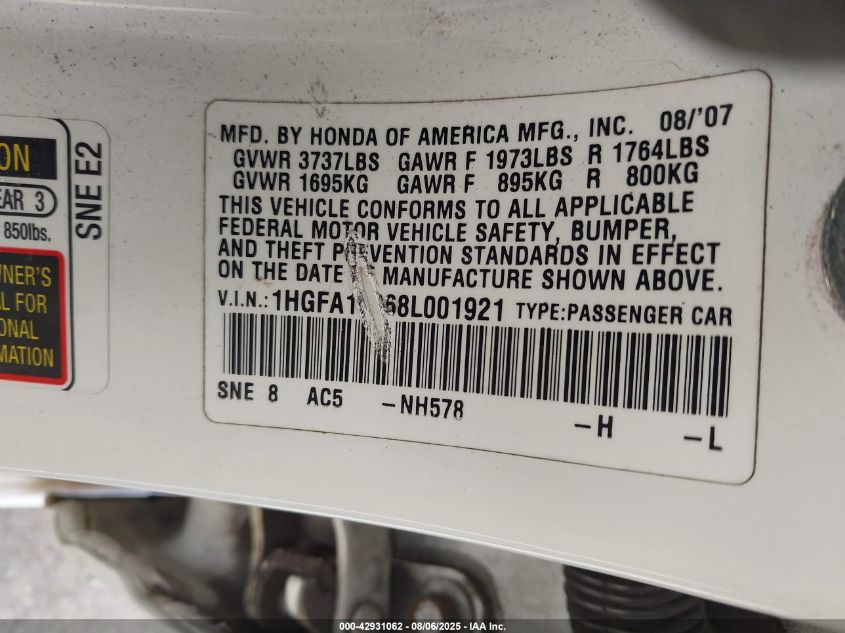 ON
EAR 3
850lbs.
WNER'S
AL FOR
IONAL
MATION
SNE E2
MFD. BY HONDA OF AMERICA MFG., INC. 08/'07
GVWR 3737LBS GAWR F 1973LBS R 1764LBS
GVWR 1695KG GAWR F 895KG R 800KG
THIS VEHICLE CONFORMS TO ALL APPLICABLE
FEDERAL MOTOR VEHICLE SAFETY, BUMPER,
AND THEFT PREVENTION STANDARDS IN EFFECT
ON THE DATE MANUFACTURE SHOWN ABOVE.
V.I.N.: TYPE:PASSENGER CAR
SNE 8 AC5 -NH578
-H -L
000-42931062 - 08/06/2025 - © IAA Inc.